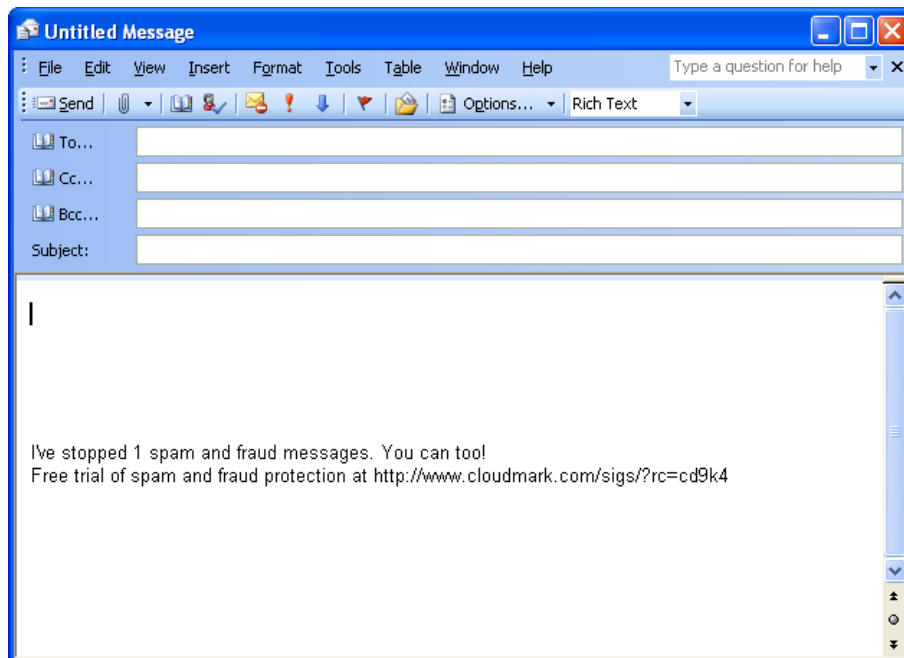 Untitled Message
File Edit View Insert Format Tools Table Window Help Type a question for help
Send Options... Rich Text
To...
Cc...
Bcc...
Subject:
I've stopped 1 spam and fraud messages. You can too!
Free trial of spam and fraud protection at http://www.cloudmark.com/sigs/?rc=cd9k4